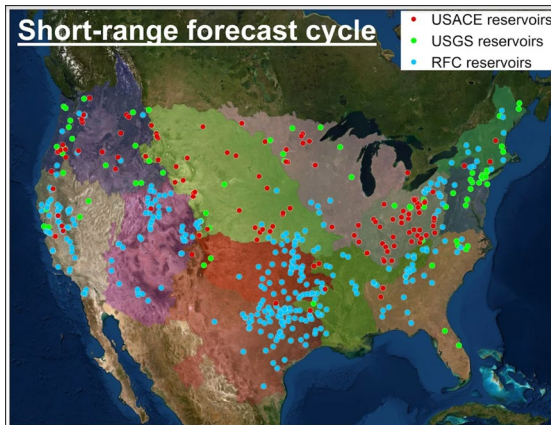 Short-range forecast cycle
USACE reservoirs
USGS reservoirs
RFC reservoirs